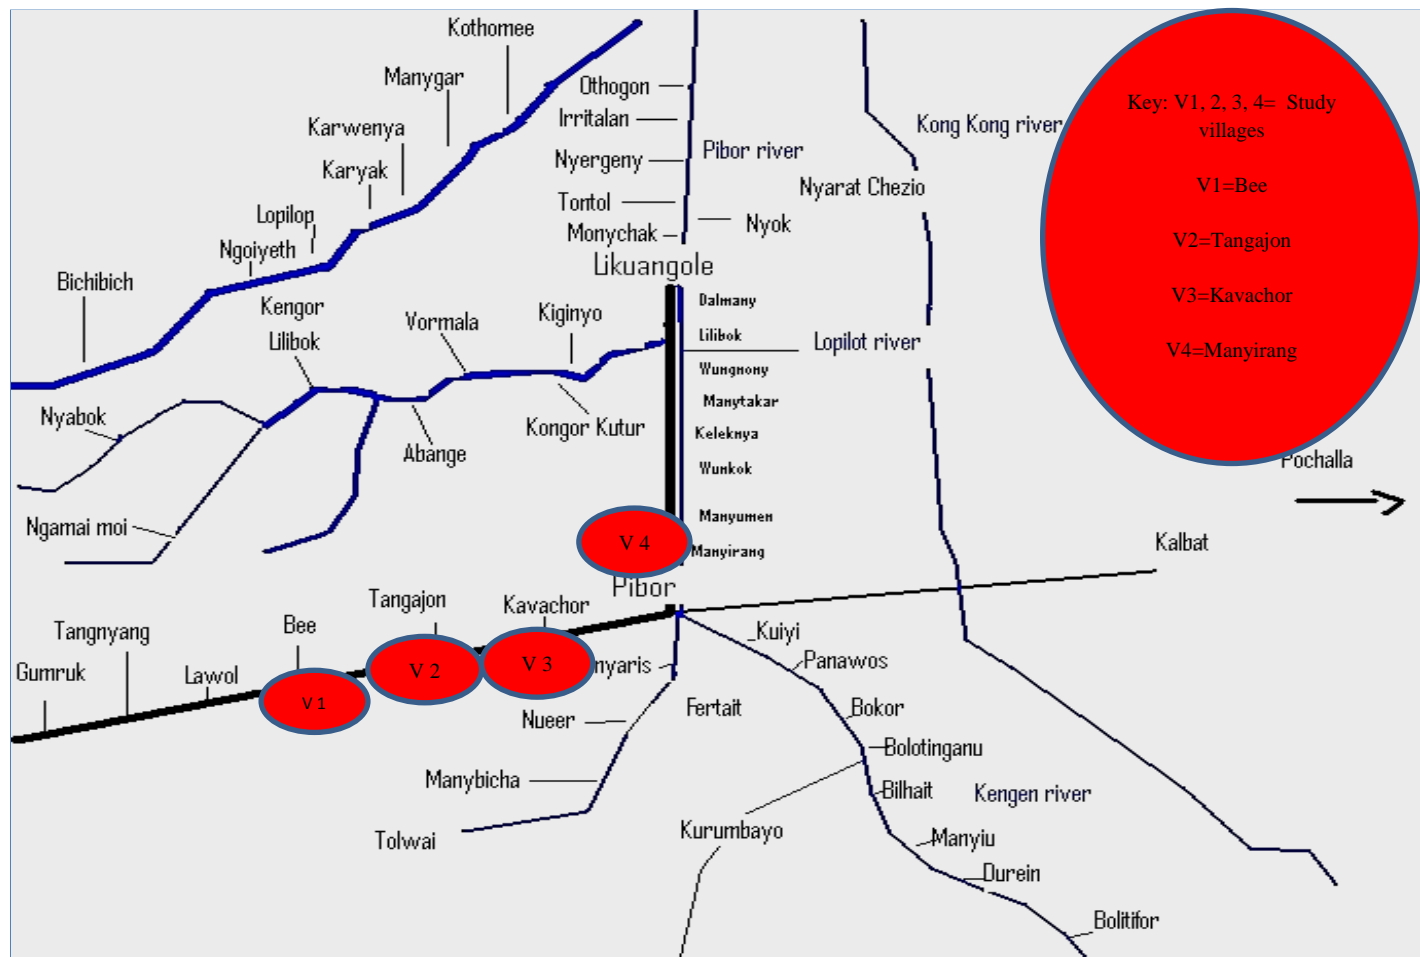 Kothomee
Manygar
Karwenya
Karyak
Lopilop
Ngoiyeth
Bichibich
Kengor
Lilibok
Vormala
Kiginyo
Nyabok
Abange
Kongor Kutur
Ngamai moi
Othogon
Irritalan
Nyergeny
Pibor river
Tontol
Nyok
Monychak
Likuangole
Kong Kong river
Nyarat Chezio
Dalmany
Lilibok
Lopilot river
Wungnony
Manytakar
Keleknya
Wunkok
Manyumen
Manyirang
V 4
Pibor
Key: V1, 2, 3, 4= Study
villages
V1=Bee
V2=Tangajon
V3=Kavachor
V4=Manyirang
Pochalla
Kalbat
Tangajon
Kavachor
Bee
Tangnyang
Gumruk
Lawol
V 1
V 2
V 3
nyaris
Kuiyi
Panawos
Fertait
Nueer
Bokor
Bolotinganu
Manybicha
Bilhait
Kengen river
Tolwai
Kurumbayo
Manyiu
Durein
Bolitifor